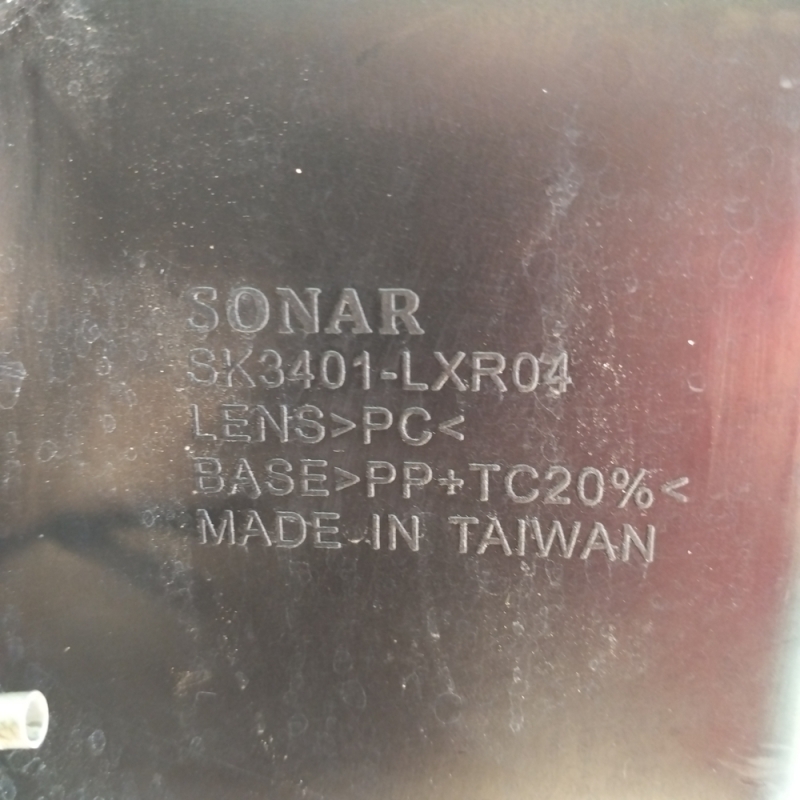 SONAR
SK3401-LXR04
LENS>PC<
BASE>PP+TC20%<
MADE IN TAIWAN